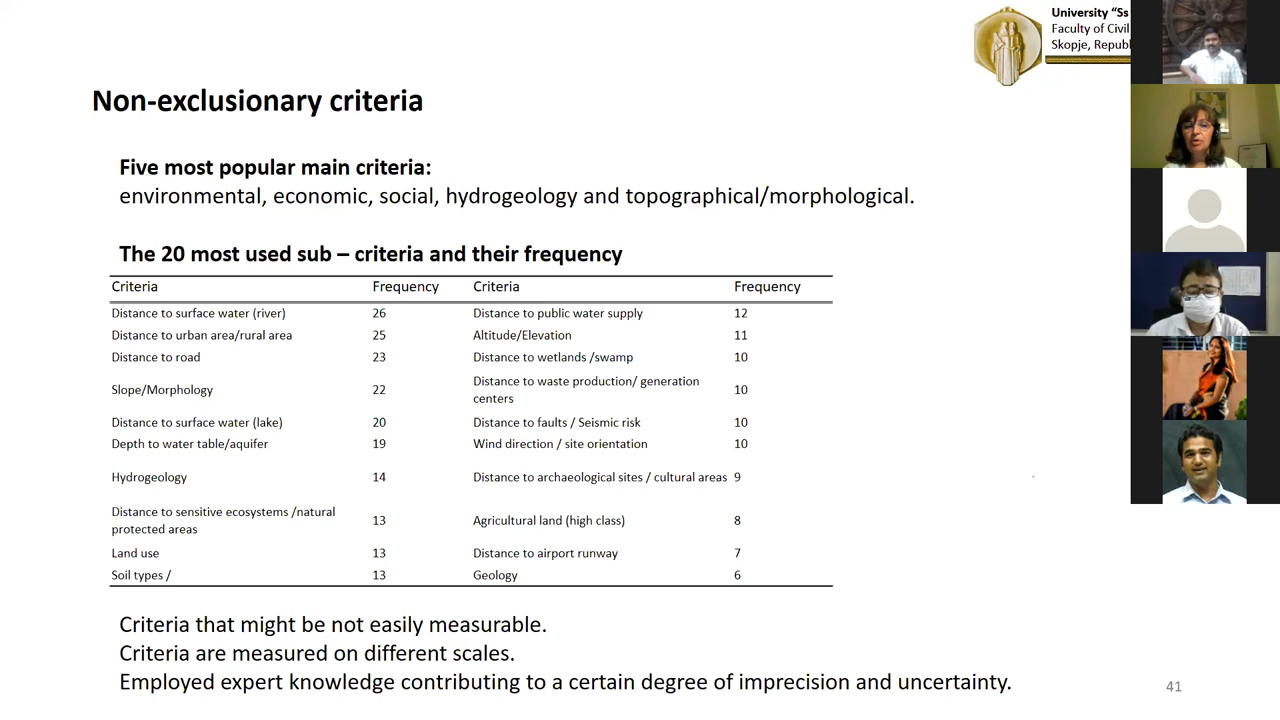 University “Ss
Faculty of Civil
Skopje, Republ
Non-exclusionary criteria
Five most popular main criteria:
environmental, economic, social, hydrogeology and topographical/morphological.
The 20 most used sub – criteria and their frequency
Criteria Frequency Criteria Frequency
Distance to surface water (river) 26 Distance to public water supply 12
Distance to urban area/rural area 25 Altitude/Elevation 11
Distance to road 23 Distance to wetlands /swamp 10
Slope/Morphology 22 Distance to waste production/ generation centers 10
Distance to surface water (lake) 20 Distance to faults / Seismic risk 10
Depth to water table/aquifer 19 Wind direction / site orientation 10
Hydrogeology 14 Distance to archaeological sites / cultural areas 9
Distance to sensitive ecosystems /natural protected areas 13 Agricultural land (high class) 8
Land use 13 Distance to airport runway 7
Soil types / 13 Geology 6
Criteria that might be not easily measurable.
Criteria are measured on different scales.
Employed expert knowledge contributing to a certain degree of imprecision and uncertainty.
41